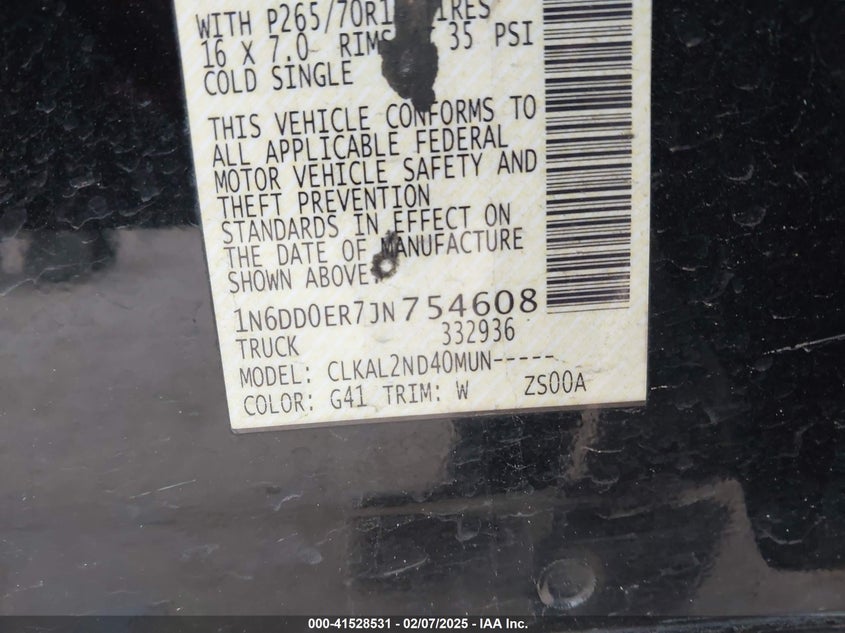 WITH P265/70R1
16 X 7.0 RIMS 35 PSI
COLD SINGLE
THIS VEHICLE CONFORMS TO
ALL APPLICABLE FEDERAL
MOTOR VEHICLE SAFETY AND
THEFT PREVENTION
STANDARDS IN EFFECT ON
THE DATE OF MANUFACTURE
SHOWN ABOVE.
1N6DD0ER7JN754608
TRUCK 332936
MODEL: CLKAL2ND40MUN-----
COLOR: G41 TRIM: W ZS00A
000-41528531 - 02/07/2025 - IAA Inc.